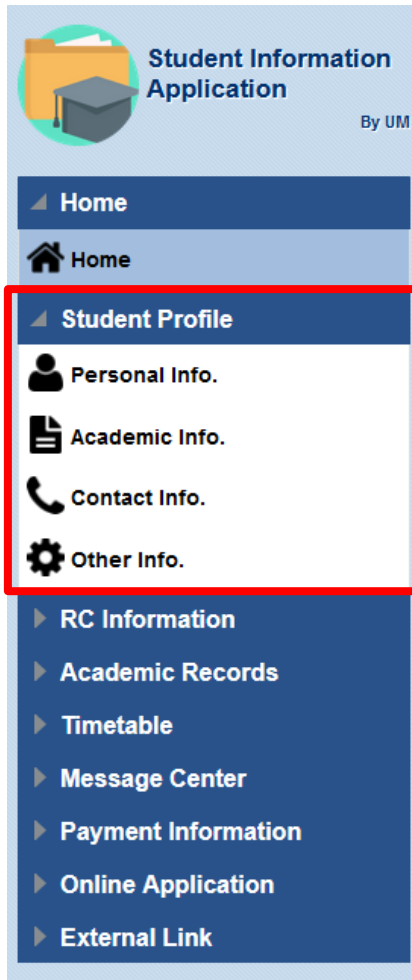 Student Information
Application
By UM
Home
Home
Student Profile
Personal Info.
Academic Info.
Contact Info.
Other Info.
RC Information
Academic Records
Timetable
Message Center
Payment Information
Online Application
External Link